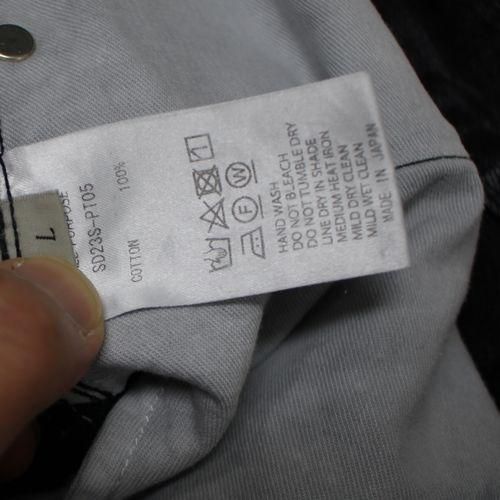 L
PURPOSE
SD23S-PT05
COTTON 100%
HAND WASH
DO NOT BLEACH
DO NOT TUMBLE DRY
LINE DRY IN SHADE
MEDIUM HEAT IRON
MILD DRY CLEAN
MILD WET CLEAN
MADE IN JAPAN
F
W